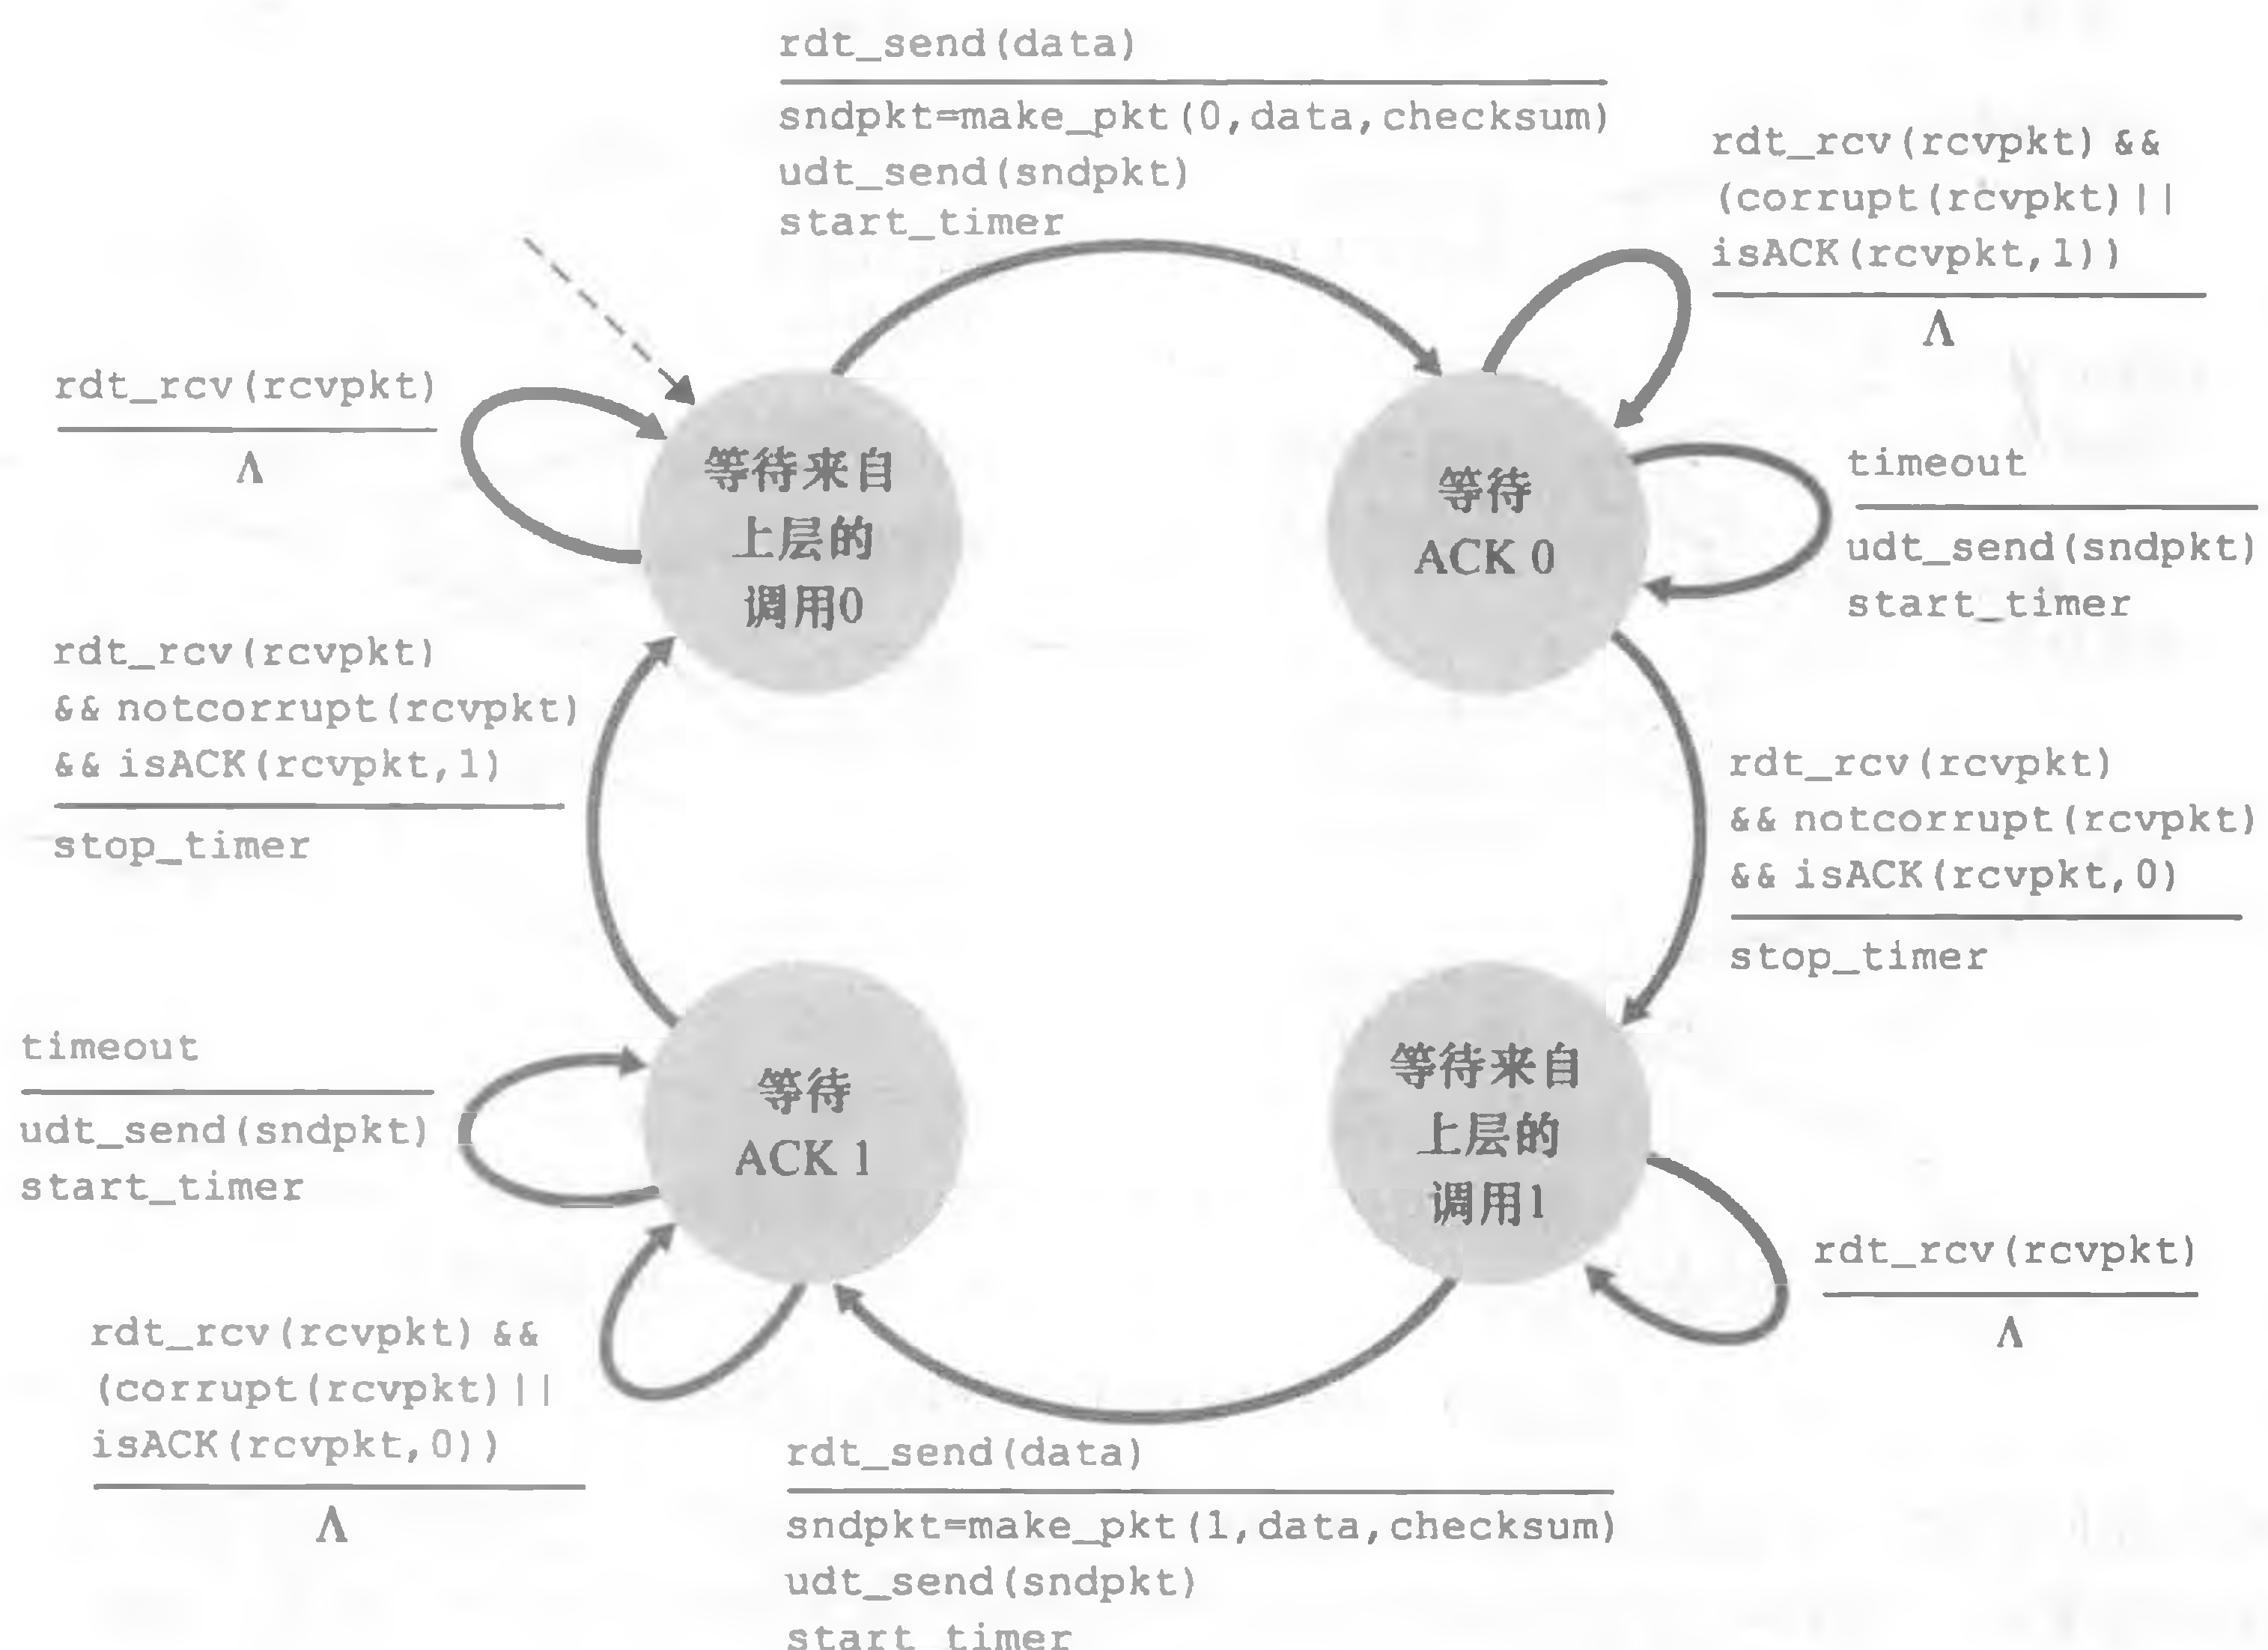 rdt_send(data)
sndpkt=make_pkt(0,data,checksum)
udt_send(sndpkt)
start_timer
rdt_rcv(rcvpkt) &&
(corrupt(rcvpkt)||
isACK(rcvpkt,1))
Λ
rdt_rcv(rcvpkt)
Λ
等待来自
上层的
调用0
等待
ACK 0
timeout
udt_send(sndpkt)
start_timer
rdt_rcv(rcvpkt)
&& notcorrupt(rcvpkt)
&& isACK(rcvpkt,1)
stop_timer
rdt_rcv(rcvpkt)
&& notcorrupt(rcvpkt)
&& isACK(rcvpkt,0)
stop_timer
timeout
udt_send(sndpkt)
start_timer
等待
ACK 1
等待来自
上层的
调用1
rdt_rcv(rcvpkt)
Λ
rdt_rcv(rcvpkt) &&
(corrupt(rcvpkt)||
isACK(rcvpkt,0))
Λ
rdt_send(data)
sndpkt=make_pkt(1,data,checksum)
udt_send(sndpkt)
start_timer